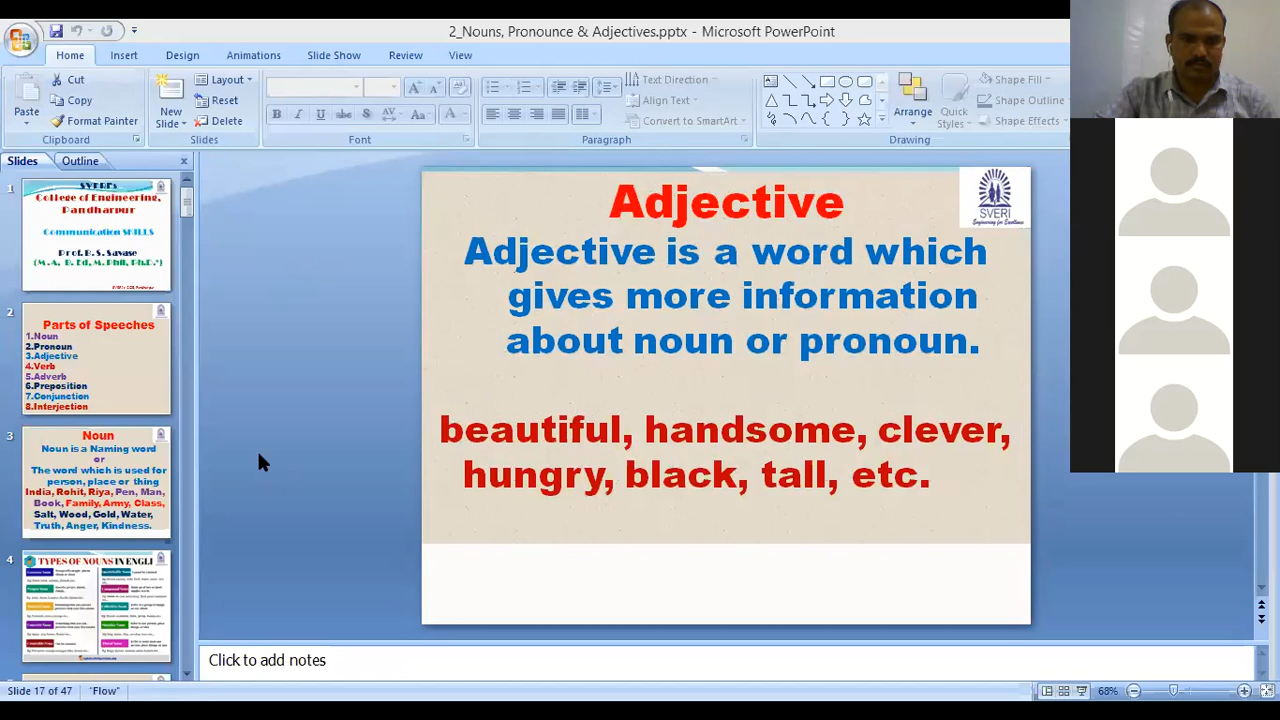 2_Nouns, Pronounce & Adjectives.pptx - Microsoft PowerPoint
Home Insert Design Animations Slide Show Review View
Cut
Copy
Format Painter
Paste
Clipboard
New
Slide
Layout
Reset
Delete
Slides
Font
Text Direction
Align Text
Convert to SmartArt
Paragraph
Arrange
Quick
Styles
Shape Fill
Shape Outline
Shape Effects
Drawing
Slides Outline
1
SVERI's
College of Engineering,
Pandharpur
Communication SKILLS
Prof. B. S. Savase
2
Parts of Speeches
1.Noun
2.Pronoun
3.Adjective
4.Verb
5.Adverb
6.Preposition
7.Conjunction
8.Interjection
3
Noun
Noun is a Naming word
or
The word which is used for
person, place or thing
India, Rohit, Riya, Pen, Man,
Book, Family, Army, Class,
Salt, Wood, Gold, Water,
Truth, Anger, Kindness.
4
TYPES OF NOUNS IN ENGLI
Adjective
Adjective is a word which
gives more information
about noun or pronoun.
beautiful, handsome, clever,
hungry, black, tall, etc.
SVERI
Engineering for Excellence
Click to add notes
Slide 17 of 47 "Flow" 68%